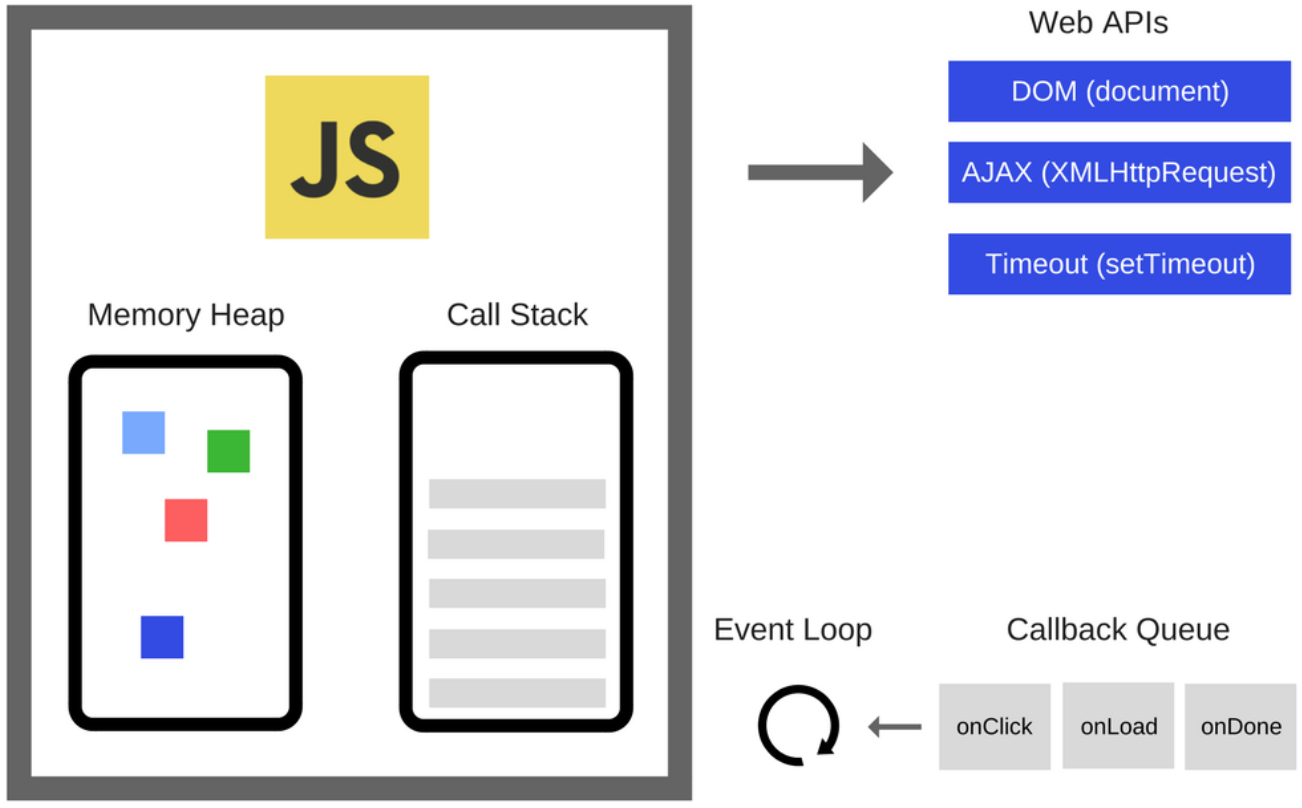 Web APIs
DOM (document)
JS
AJAX (XMLHttpRequest)
Timeout (setTimeout)
Memory Heap
Call Stack
Event Loop
Callback Queue
onClick
onLoad
onDone